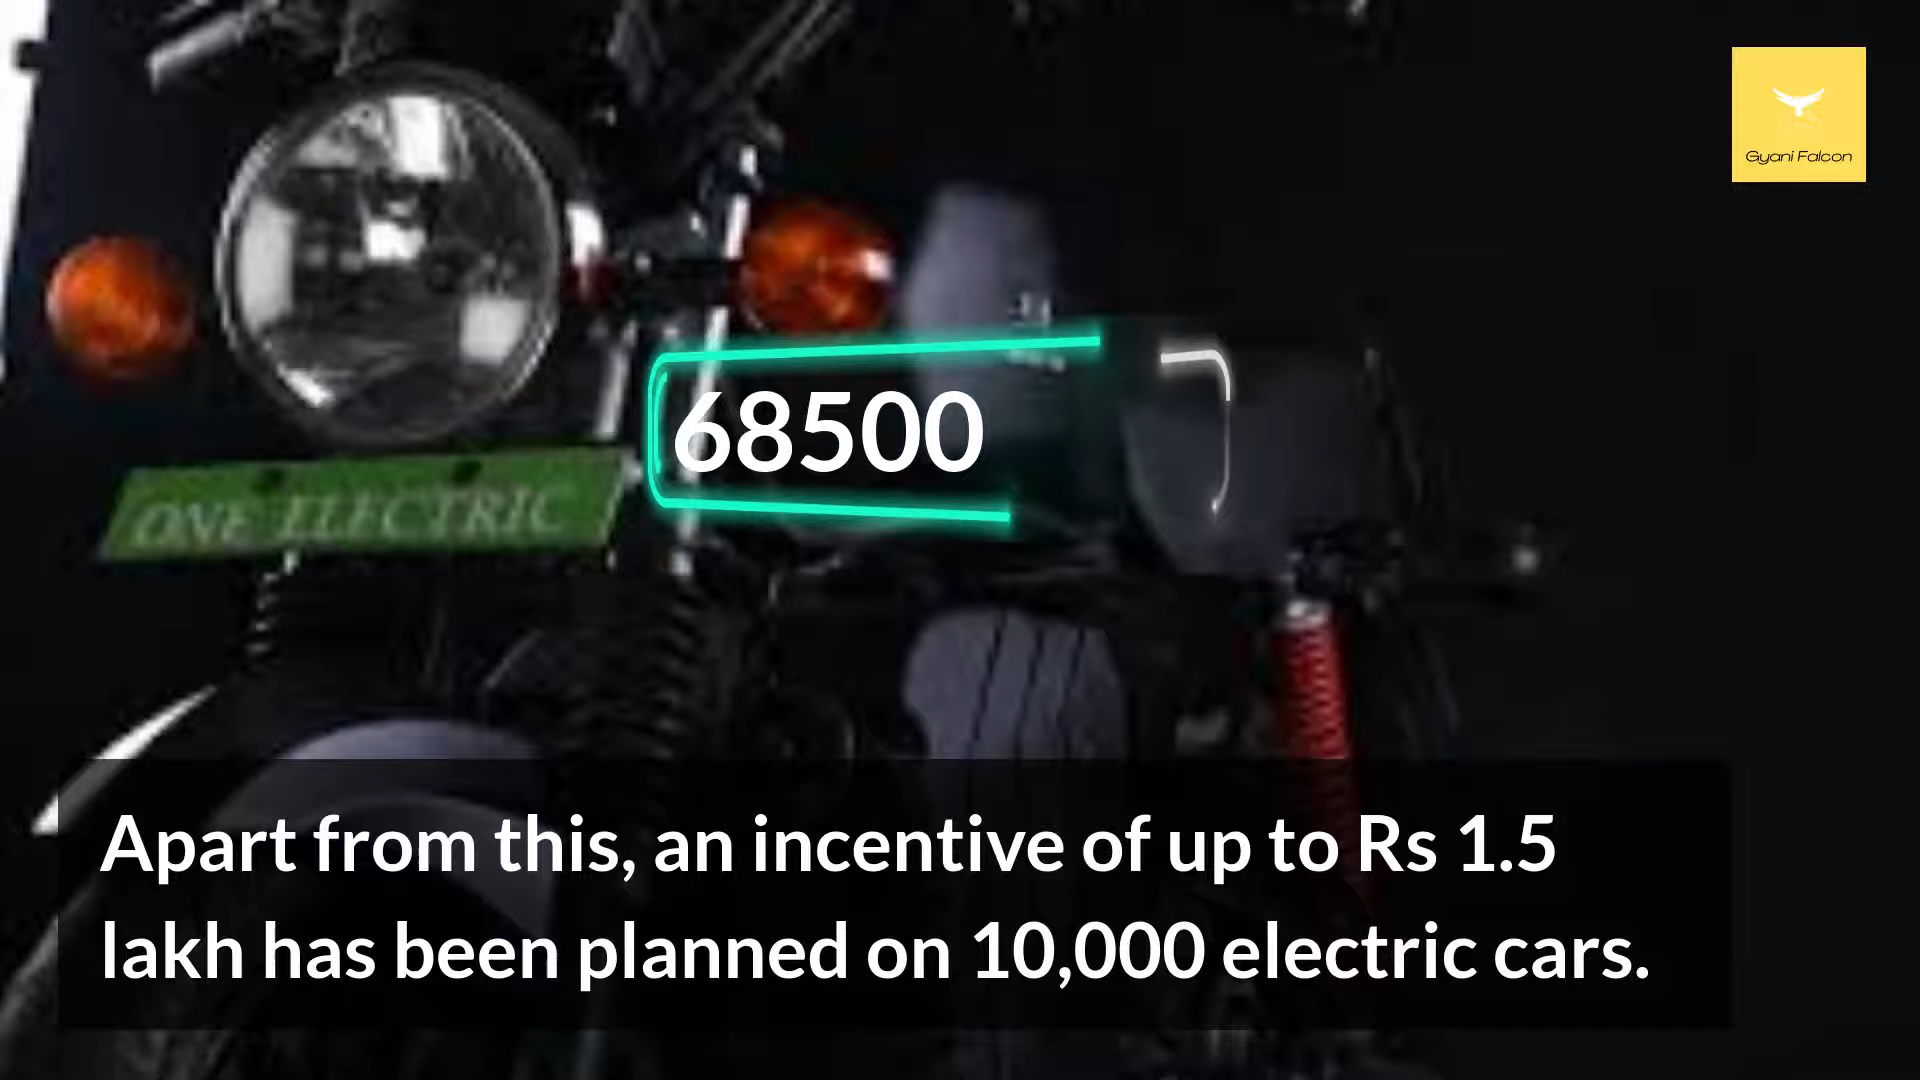 Gyani Falcon
68500
ONE ELECTRIC
Apart from this, an incentive of up to Rs 1.5
lakh has been planned on 10,000 electric cars.